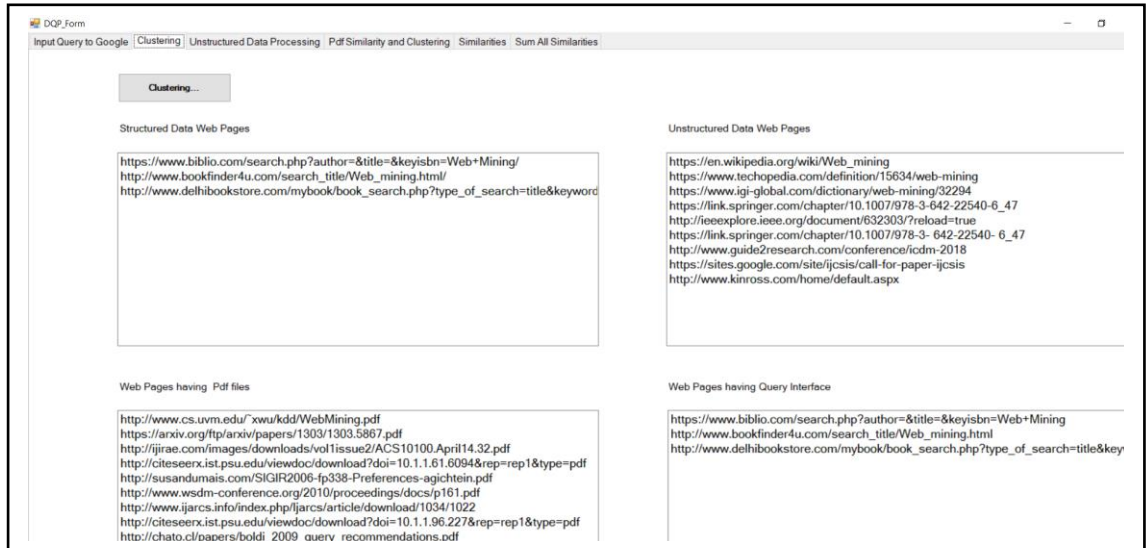 DQP_Form
Input Query to Google Clustering Unstructured Data Processing Pdf Similarity and Clustering Similarities Sum All Similarities
Clustering...
Structured Data Web Pages
https://www.biblio.com/search.php?author=&title=&keyisbn=Web+Mining/
http://www.bookfinder4u.com/search_title/Web_mining.html/
http://www.delhibookstore.com/mybook/book_search.php?type_of_search=title&keyword
Unstructured Data Web Pages
https://en.wikipedia.org/wiki/Web_mining
https://www.techopedia.com/definition/15634/web-mining
https://www.igi-global.com/dictionary/web-mining/32294
https://link.springer.com/chapter/10.1007/978-3-642-22540-6_47
http://ieeexplore.ieee.org/document/632303/?reload=true
https://link.springer.com/chapter/10.1007/978-3- 642-22540- 6_47
http://www.guide2research.com/conference/icdm-2018
https://sites.google.com/site/ijcsis/call-for-paper-ijcsis
http://www.kinross.com/home/default.aspx
Web Pages having Pdf files
http://www.cs.uvm.edu/~xwu/kdd/WebMining.pdf
https://arxiv.org/ftp/arxiv/papers/1303/1303.5867.pdf
http://ijirae.com/images/downloads/vol1issue2/ACS10100.April14.32.pdf
http://citeseerx.ist.psu.edu/viewdoc/download?doi=10.1.1.61.6094&rep=rep1&type=pdf
http://susandumais.com/SIGIR2006-fp338-Preferences-agichtein.pdf
http://www.wsdm-conference.org/2010/proceedings/docs/p161.pdf
http://www.ijarcs.info/index.php/Ijarcs/article/download/1034/1022
http://citeseerx.ist.psu.edu/viewdoc/download?doi=10.1.1.96.227&rep=rep1&type=pdf
http://chato.cl/papers/boldi_2009_query_recommendations.pdf
Web Pages having Query Interface
https://www.biblio.com/search.php?author=&title=&keyisbn=Web+Mining
http://www.bookfinder4u.com/search_title/Web_mining.html
http://www.delhibookstore.com/mybook/book_search.php?type_of_search=title&key